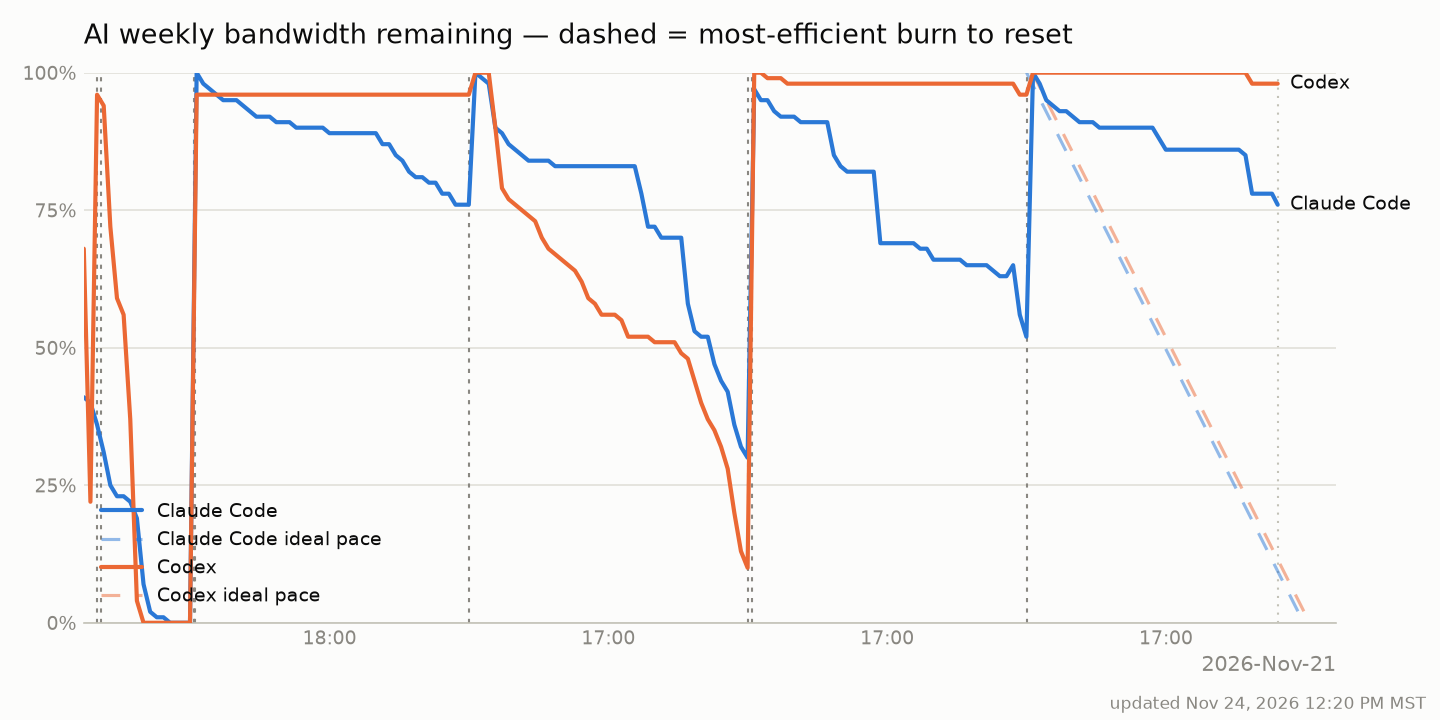 AI weekly bandwidth remaining — dashed = most-efficient burn to reset
100%
75%
50%
25%
0%
Codex
Claude Code
Claude Code
Claude Code ideal pace
Codex
Codex ideal pace
18:00 17:00 17:00 17:00
2026-Nov-21
updated Nov 24, 2026 12:20 PM MST